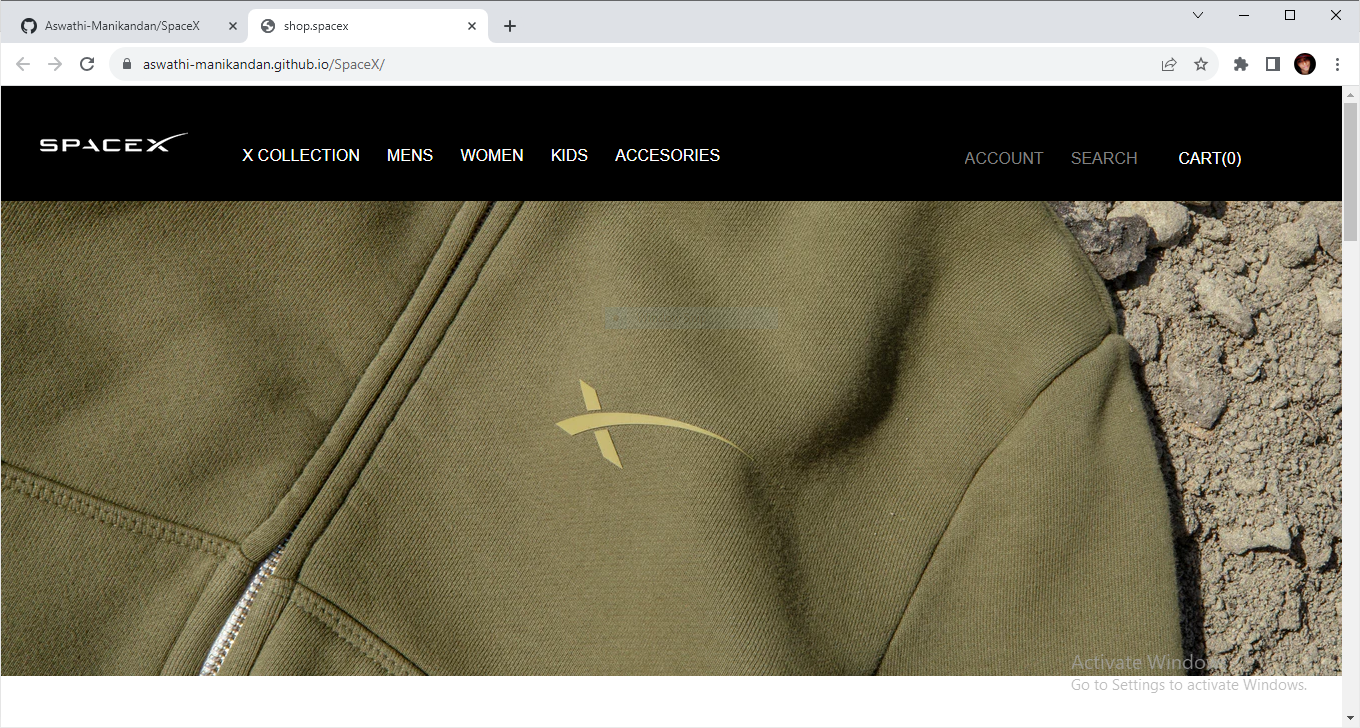 Aswathi-Manikandan/SpaceX
shop.spacex
aswathi-manikandan.github.io/SpaceX/
SPACEX
X COLLECTION MENS WOMEN KIDS ACCESORIES
ACCOUNT SEARCH CART(0)
Activate Windows
Go to Settings to activate Windows.